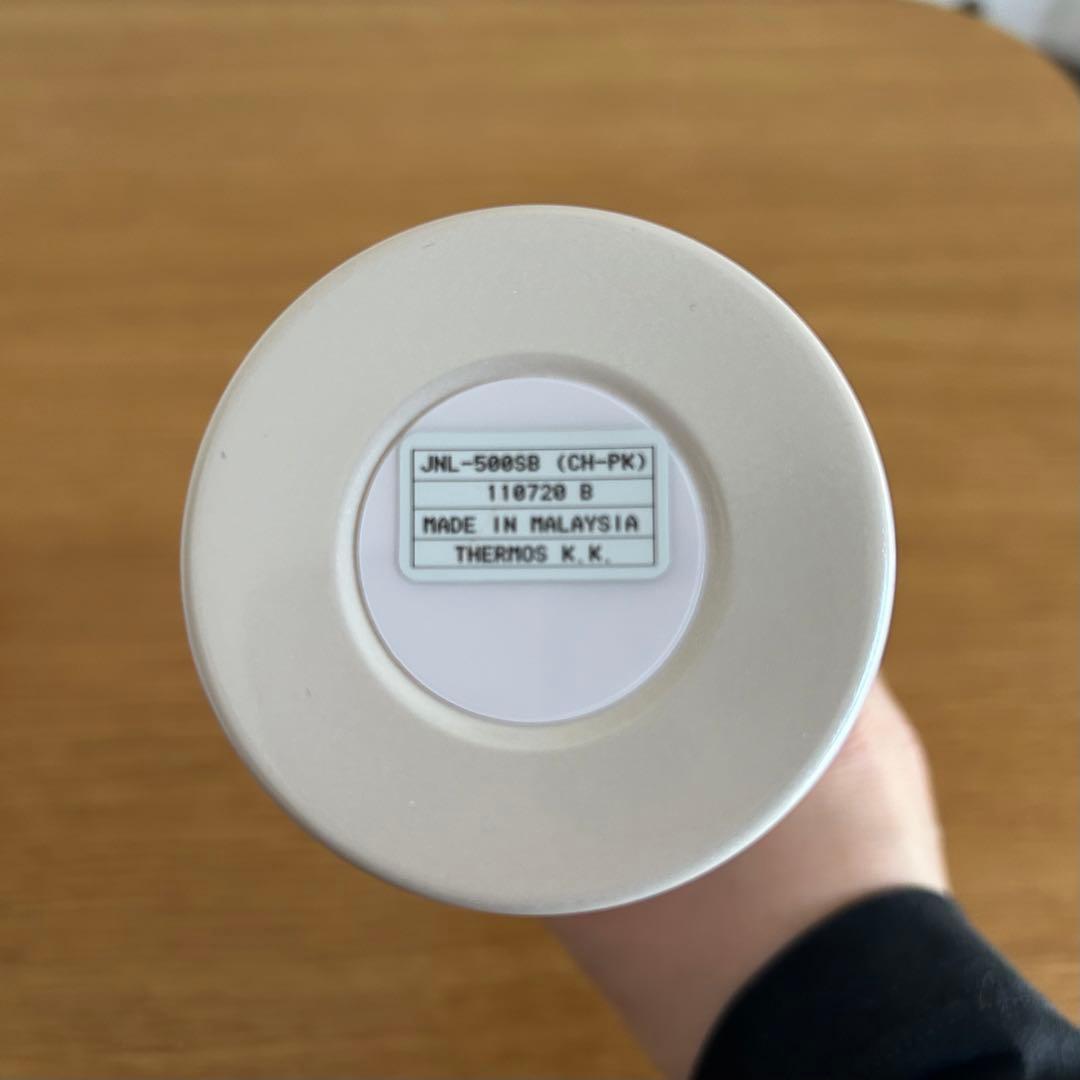 JNL-500SB (CH-PK)
110720 B
MADE IN MALAYSIA
THERMOS K.K.